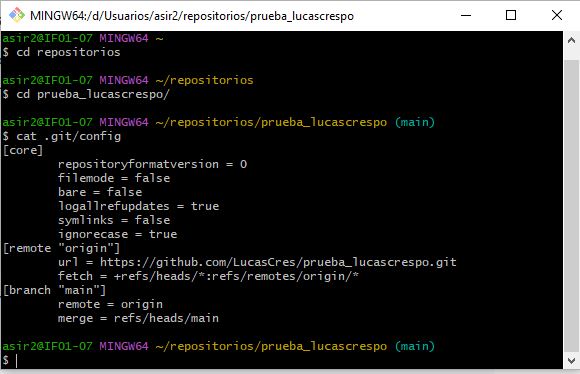 MINGW64:/d/Usuarios/asir2/repositorios/prueba_lucascrespo
asir2@IF01-07 MINGW64 ~
$ cd repositorios
asir2@IF01-07 MINGW64 ~/repositorios
$ cd prueba_lucascrespo/
asir2@IF01-07 MINGW64 ~/repositorios/prueba_lucascrespo (main)
$ cat .git/config
[core]
        repositoryformatversion = 0
        filemode = false
        bare = false
        logallrefupdates = true
        symlinks = false
        ignorecase = true
[remote "origin"]
        url = https://github.com/LucasCres/prueba_lucascrespo.git
        fetch = +refs/heads/*:refs/remotes/origin/*
[branch "main"]
        remote = origin
        merge = refs/heads/main
asir2@IF01-07 MINGW64 ~/repositorios/prueba_lucascrespo (main)
$